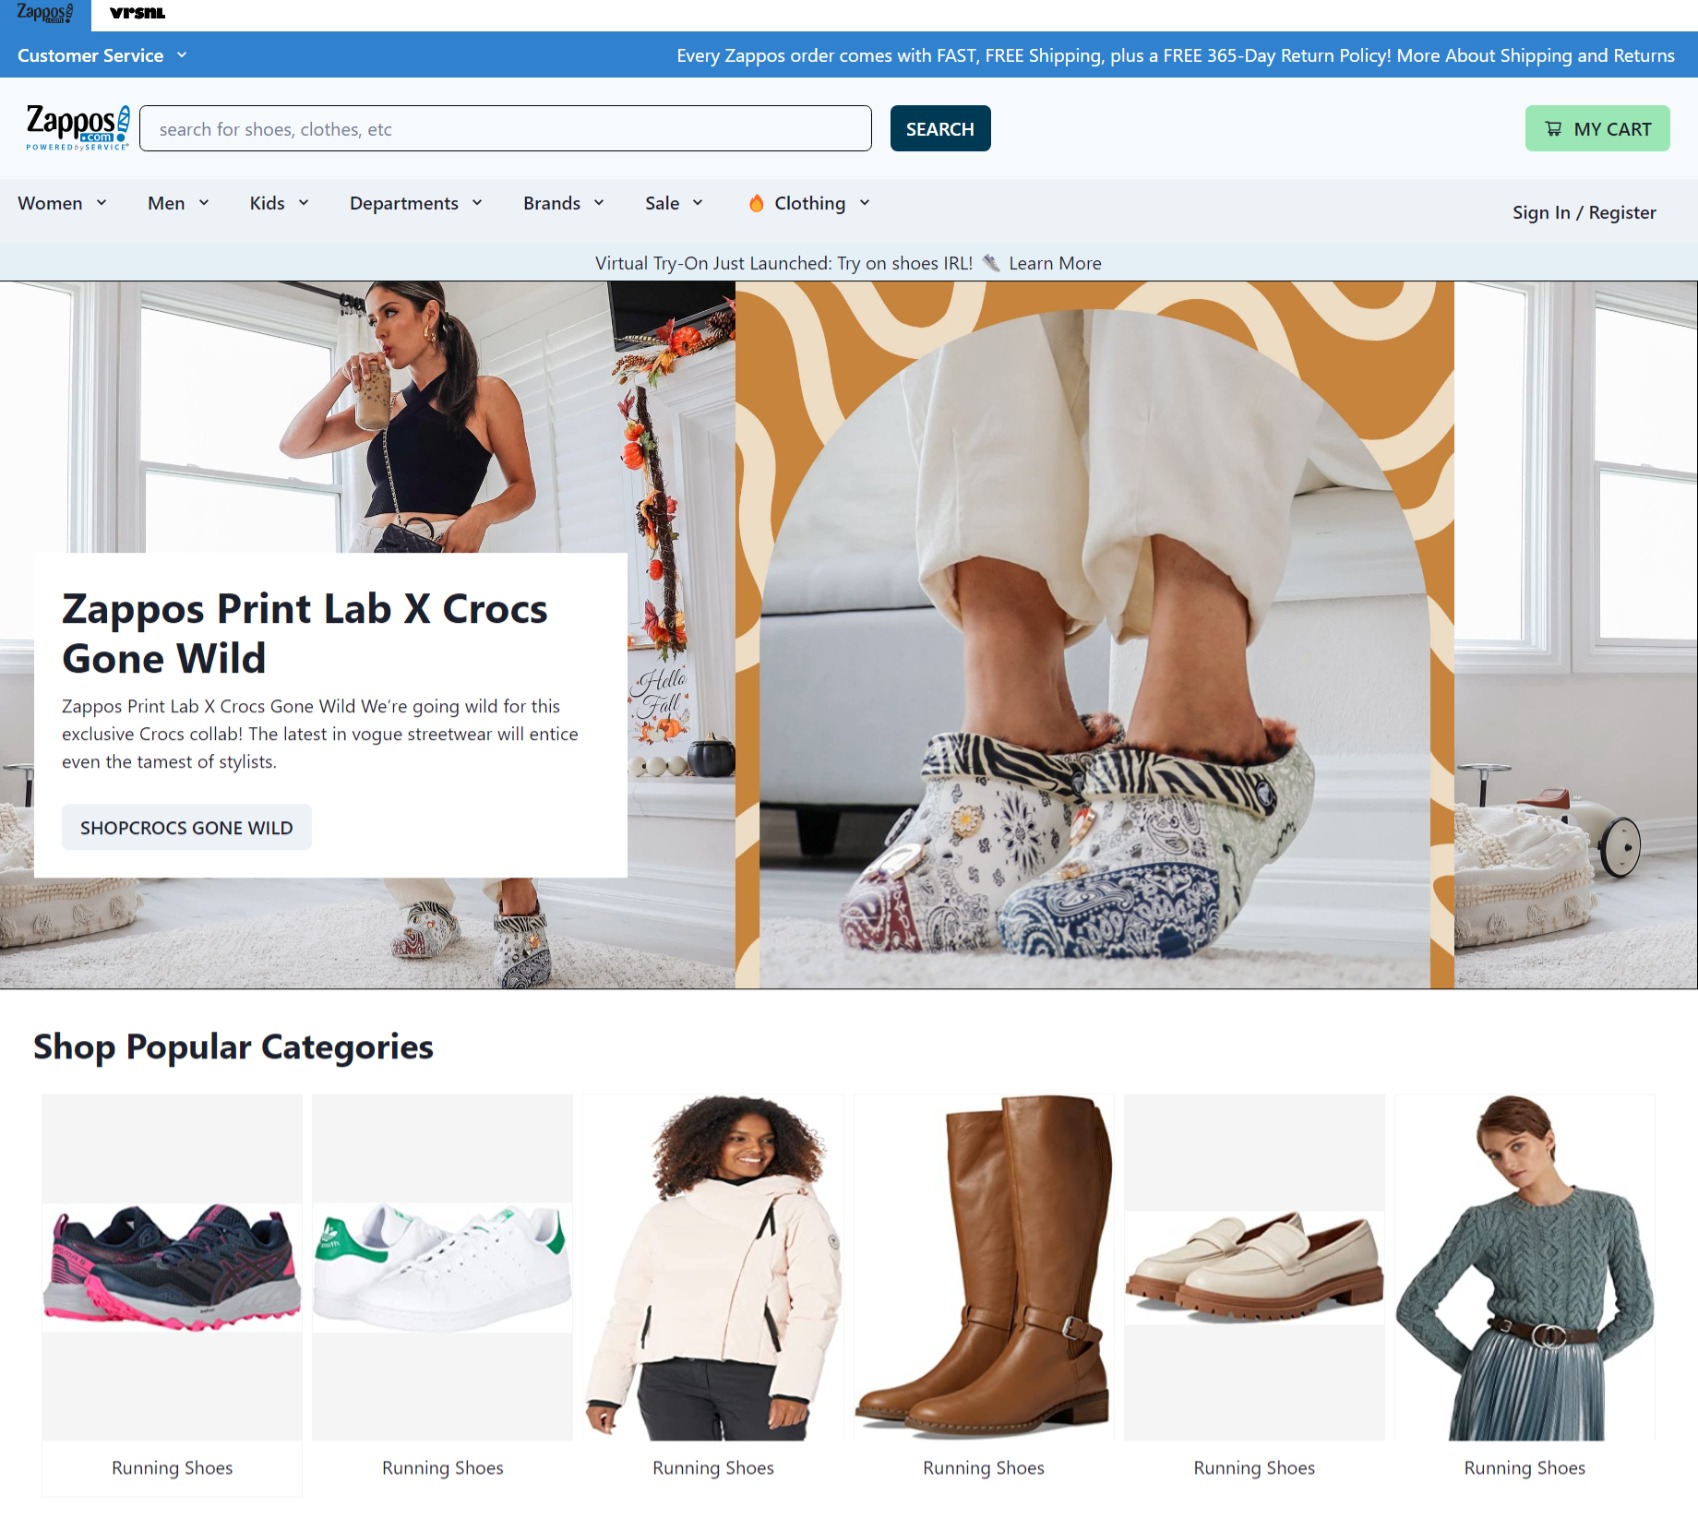 Zappos.com
vrsnl
Customer Service
Every Zappos order comes with FAST, FREE Shipping, plus a FREE 365-Day Return Policy! More About Shipping and Returns
Zappos.com
POWERED by SERVICE®
search for shoes, clothes, etc
SEARCH
MY CART
Women
Men
Kids
Departments
Brands
Sale
🔥 Clothing
Sign In / Register
Virtual Try-On Just Launched: Try on shoes IRL! 👟 Learn More
Hello
Fall
Zappos Print Lab X Crocs
Gone Wild
Zappos Print Lab X Crocs Gone Wild We’re going wild for this
exclusive Crocs collab! The latest in vogue streetwear will entice
even the tamest of stylists.
SHOPCROCS GONE WILD
Shop Popular Categories
Running Shoes
Running Shoes
Running Shoes
Running Shoes
Running Shoes
Running Shoes